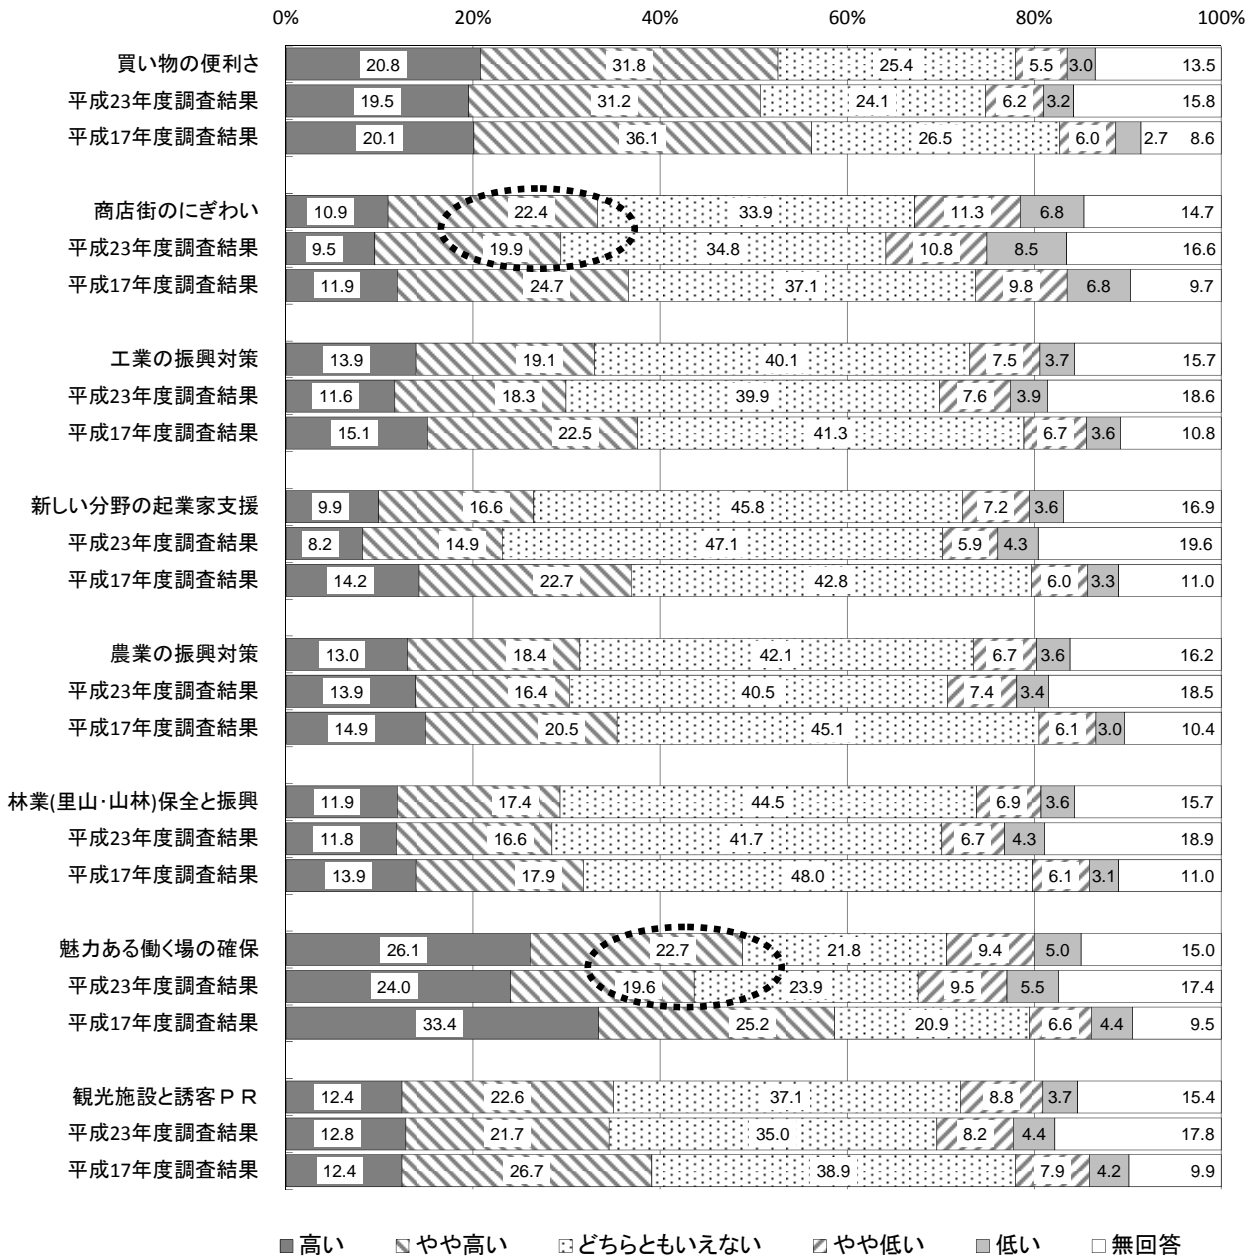 0% 20% 40% 60% 80% 100%
買い物の便利さ 20.8 31.8 25.4 5.5 3.0 13.5
平成23年度調査結果 19.5 31.2 24.1 6.2 3.2 15.8
平成17年度調査結果 20.1 36.1 26.5 6.0 2.7 8.6
商店街のにぎわい 10.9 22.4 33.9 11.3 6.8 14.7
平成23年度調査結果 9.5 19.9 34.8 10.8 8.5 16.6
平成17年度調査結果 11.9 24.7 37.1 9.8 6.8 9.7
工業の振興対策 13.9 19.1 40.1 7.5 3.7 15.7
平成23年度調査結果 11.6 18.3 39.9 7.6 3.9 18.6
平成17年度調査結果 15.1 22.5 41.3 6.7 3.6 10.8
新しい分野の起業家支援 9.9 16.6 45.8 7.2 3.6 16.9
平成23年度調査結果 8.2 14.9 47.1 5.9 4.3 19.6
平成17年度調査結果 14.2 22.7 42.8 6.0 3.3 11.0
農業の振興対策 13.0 18.4 42.1 6.7 3.6 16.2
平成23年度調査結果 13.9 16.4 40.5 7.4 3.4 18.5
平成17年度調査結果 14.9 20.5 45.1 6.1 3.0 10.4
林業(里山･山林)保全と振興 11.9 17.4 44.5 6.9 3.6 15.7
平成23年度調査結果 11.8 16.6 41.7 6.7 4.3 18.9
平成17年度調査結果 13.9 17.9 48.0 6.1 3.1 11.0
魅力ある働く場の確保 26.1 22.7 21.8 9.4 5.0 15.0
平成23年度調査結果 24.0 19.6 23.9 9.5 5.5 17.4
平成17年度調査結果 33.4 25.2 20.9 6.6 4.4 9.5
観光施設と誘客ＰＲ 12.4 22.6 37.1 8.8 3.7 15.4
平成23年度調査結果 12.8 21.7 35.0 8.2 4.4 17.8
平成17年度調査結果 12.4 26.7 38.9 7.9 4.2 9.9
高い やや高い どちらともいえない やや低い 低い 無回答